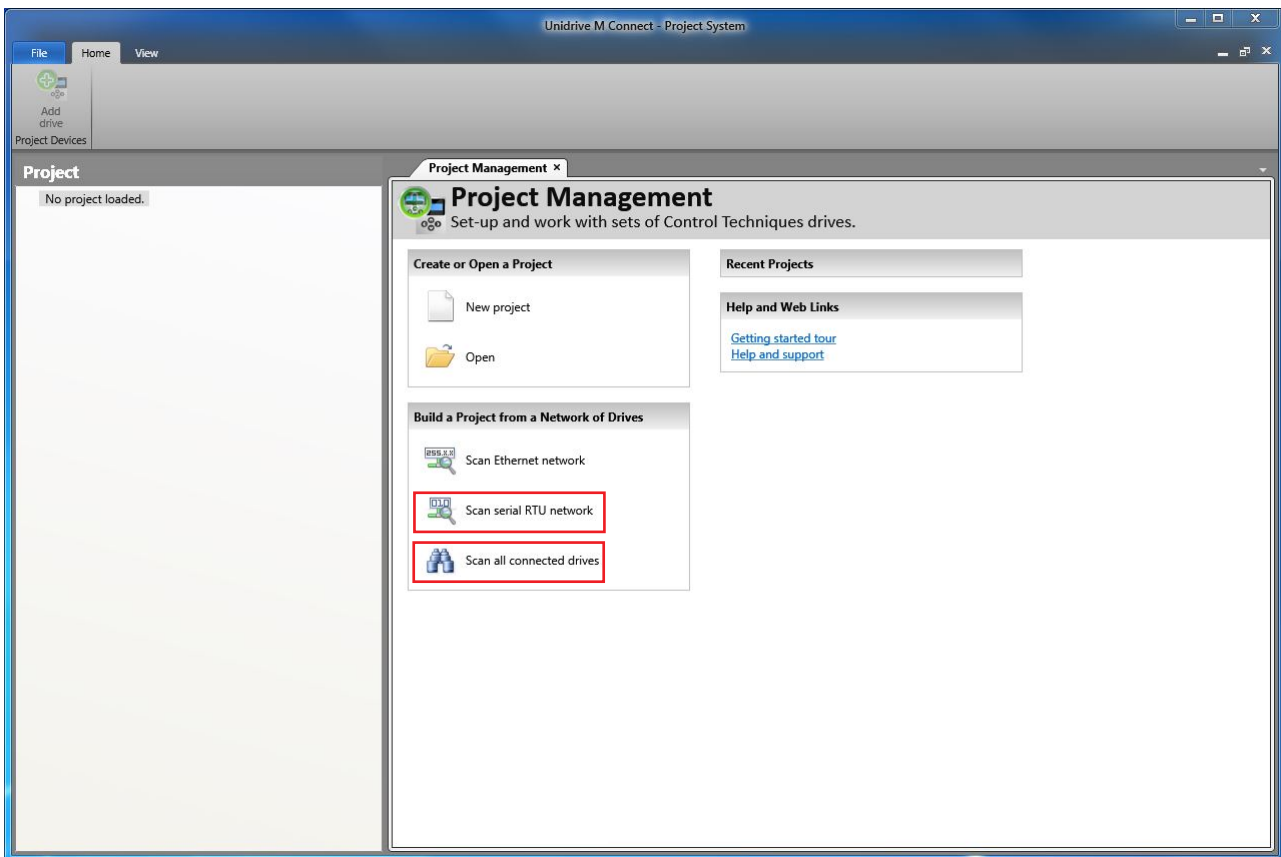 Unidrive M Connect - Project System
File Home View
Add
drive
Project Devices
Project
No project loaded.
Project Management ×
Project Management
Set-up and work with sets of Control Techniques drives.
Create or Open a Project
New project
Open
Recent Projects
Help and Web Links
Getting started tour
Help and support
Build a Project from a Network of Drives
255.X.X
Scan Ethernet network
010
Scan serial RTU network
Scan all connected drives